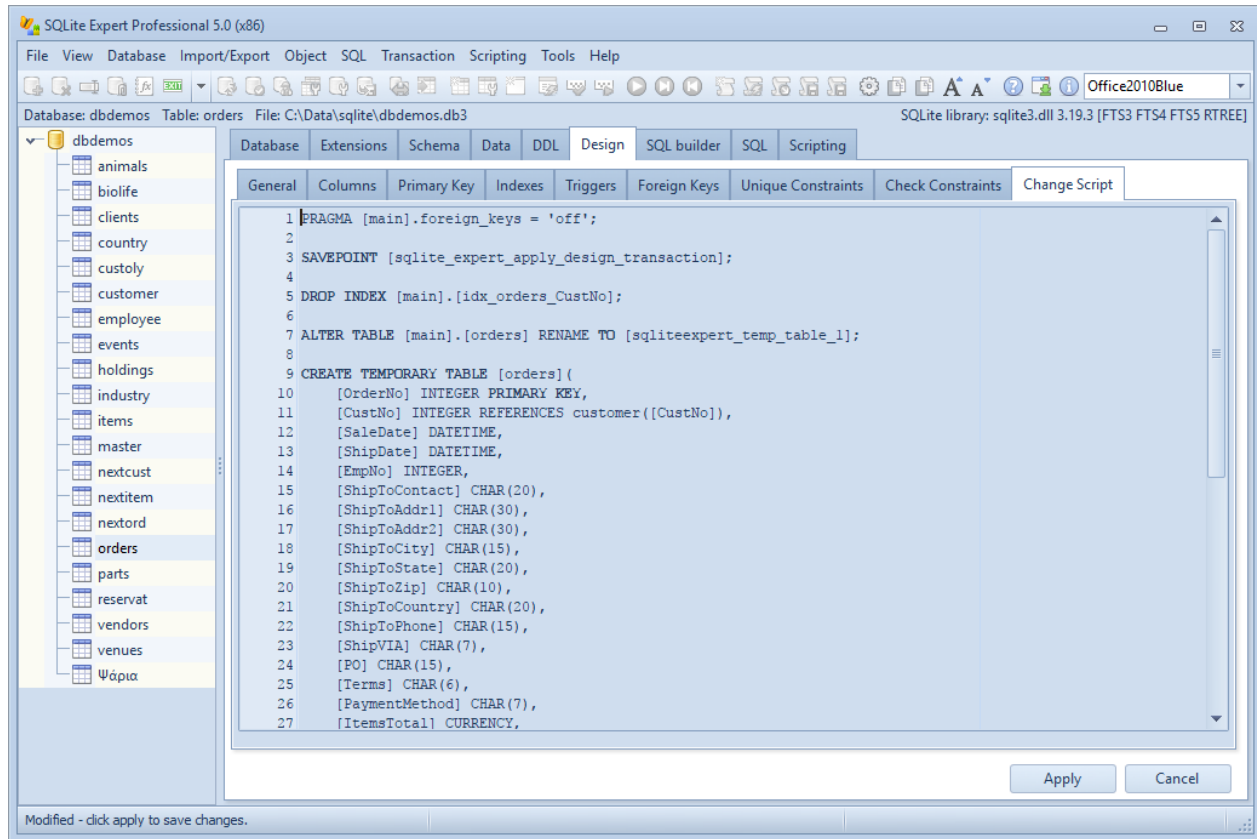 SQLite Expert Professional 5.0 (x86)
File View Database Import/Export Object SQL Transaction Scripting Tools Help
EXIT Office2010Blue
Database: dbdemos Table: orders File: C:\Data\sqlite\dbdemos.db3 SQLite library: sqlite3.dll 3.19.3 [FTS3 FTS4 FTS5 RTREE]
dbdemos
animals
biolife
clients
country
custoly
customer
employee
events
holdings
industry
items
master
nextcust
nextitem
nextord
orders
parts
reservat
vendors
venues
Ψάρια
Database Extensions Schema Data DDL Design SQL builder SQL Scripting
General Columns Primary Key Indexes Triggers Foreign Keys Unique Constraints Check Constraints Change Script
1 PRAGMA [main].foreign_keys = 'off';
2
3 SAVEPOINT [sqlite_expert_apply_design_transaction];
4
5 DROP INDEX [main].[idx_orders_CustNo];
6
7 ALTER TABLE [main].[orders] RENAME TO [sqliteexpert_temp_table_1];
8
9 CREATE TEMPORARY TABLE [orders](
10 [OrderNo] INTEGER PRIMARY KEY,
11 [CustNo] INTEGER REFERENCES customer([CustNo]),
12 [SaleDate] DATETIME,
13 [ShipDate] DATETIME,
14 [EmpNo] INTEGER,
15 [ShipToContact] CHAR(20),
16 [ShipToAddr1] CHAR(30),
17 [ShipToAddr2] CHAR(30),
18 [ShipToCity] CHAR(15),
19 [ShipToState] CHAR(20),
20 [ShipToZip] CHAR(10),
21 [ShipToCountry] CHAR(20),
22 [ShipToPhone] CHAR(15),
23 [ShipVIA] CHAR(7),
24 [PO] CHAR(15),
25 [Terms] CHAR(6),
26 [PaymentMethod] CHAR(7),
27 [ItemsTotal] CURRENCY,
Apply Cancel
Modified - click apply to save changes.